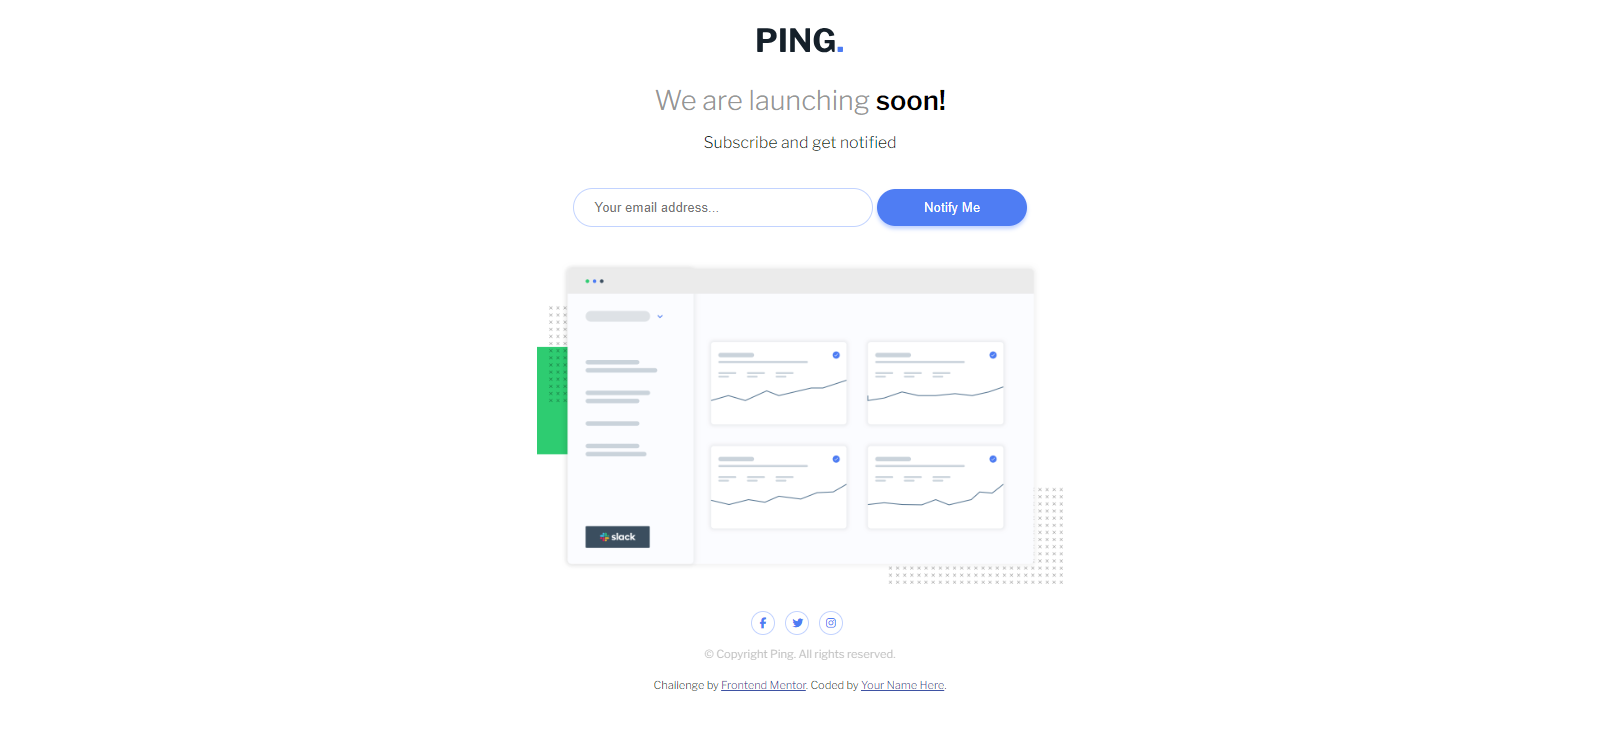 PING.
We are launching soon!
Subscribe and get notified
Your email address...
Notify Me
slack
© Copyright Ping. All rights reserved.
Challenge by Frontend Mentor. Coded by Your Name Here.